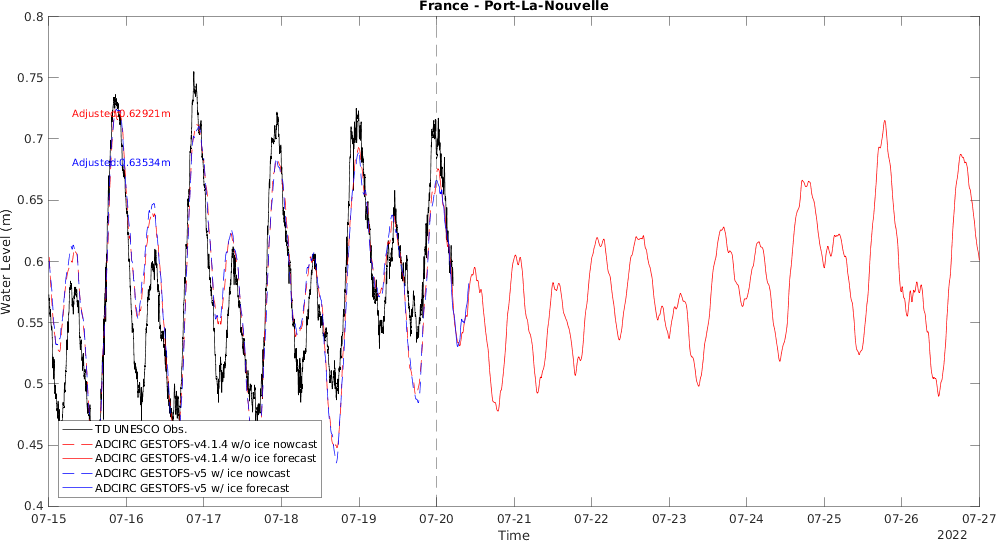 France - Port-La-Nouvelle
0.8
0.75
0.7
0.65
0.6
0.55
0.5
0.45
0.4
Water Level (m)
Adjusted:0.62921m
Adjusted:0.63534m
TD UNESCO Obs.
ADCIRC GESTOFS-v4.1.4 w/o ice nowcast
ADCIRC GESTOFS-v4.1.4 w/o ice forecast
ADCIRC GESTOFS-v5 w/ ice nowcast
ADCIRC GESTOFS-v5 w/ ice forecast
07-15 07-16 07-17 07-18 07-19 07-20 07-21 07-22 07-23 07-24 07-25 07-26 07-27
Time
2022